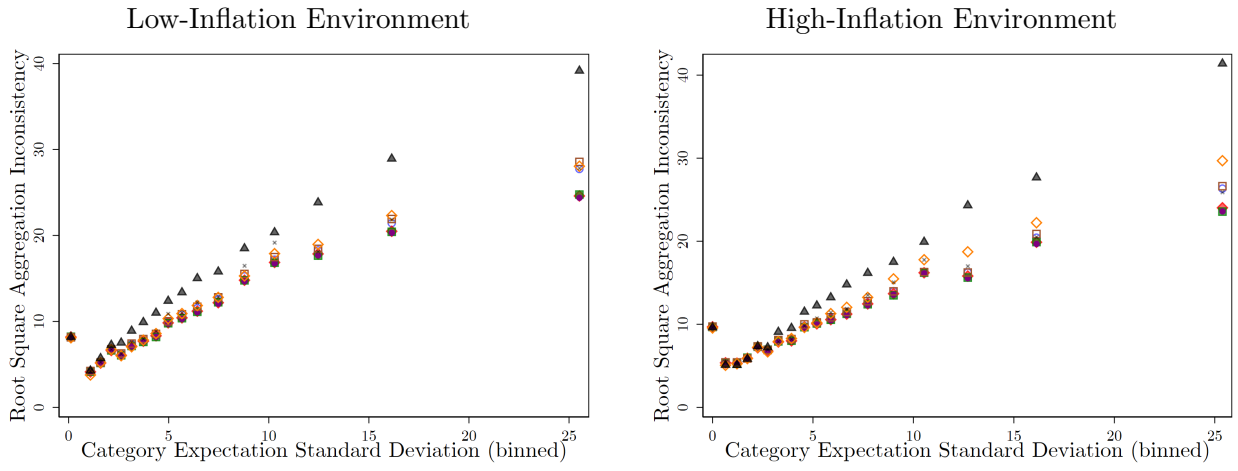 Low-Inflation Environment
Root Square Aggregation Inconsistency
40
30
20
10
0
0 5 10 15 20 25
Category Expectation Standard Deviation (binned)
High-Inflation Environment
Root Square Aggregation Inconsistency
40
30
20
10
0
0 5 10 15 20 25
Category Expectation Standard Deviation (binned)